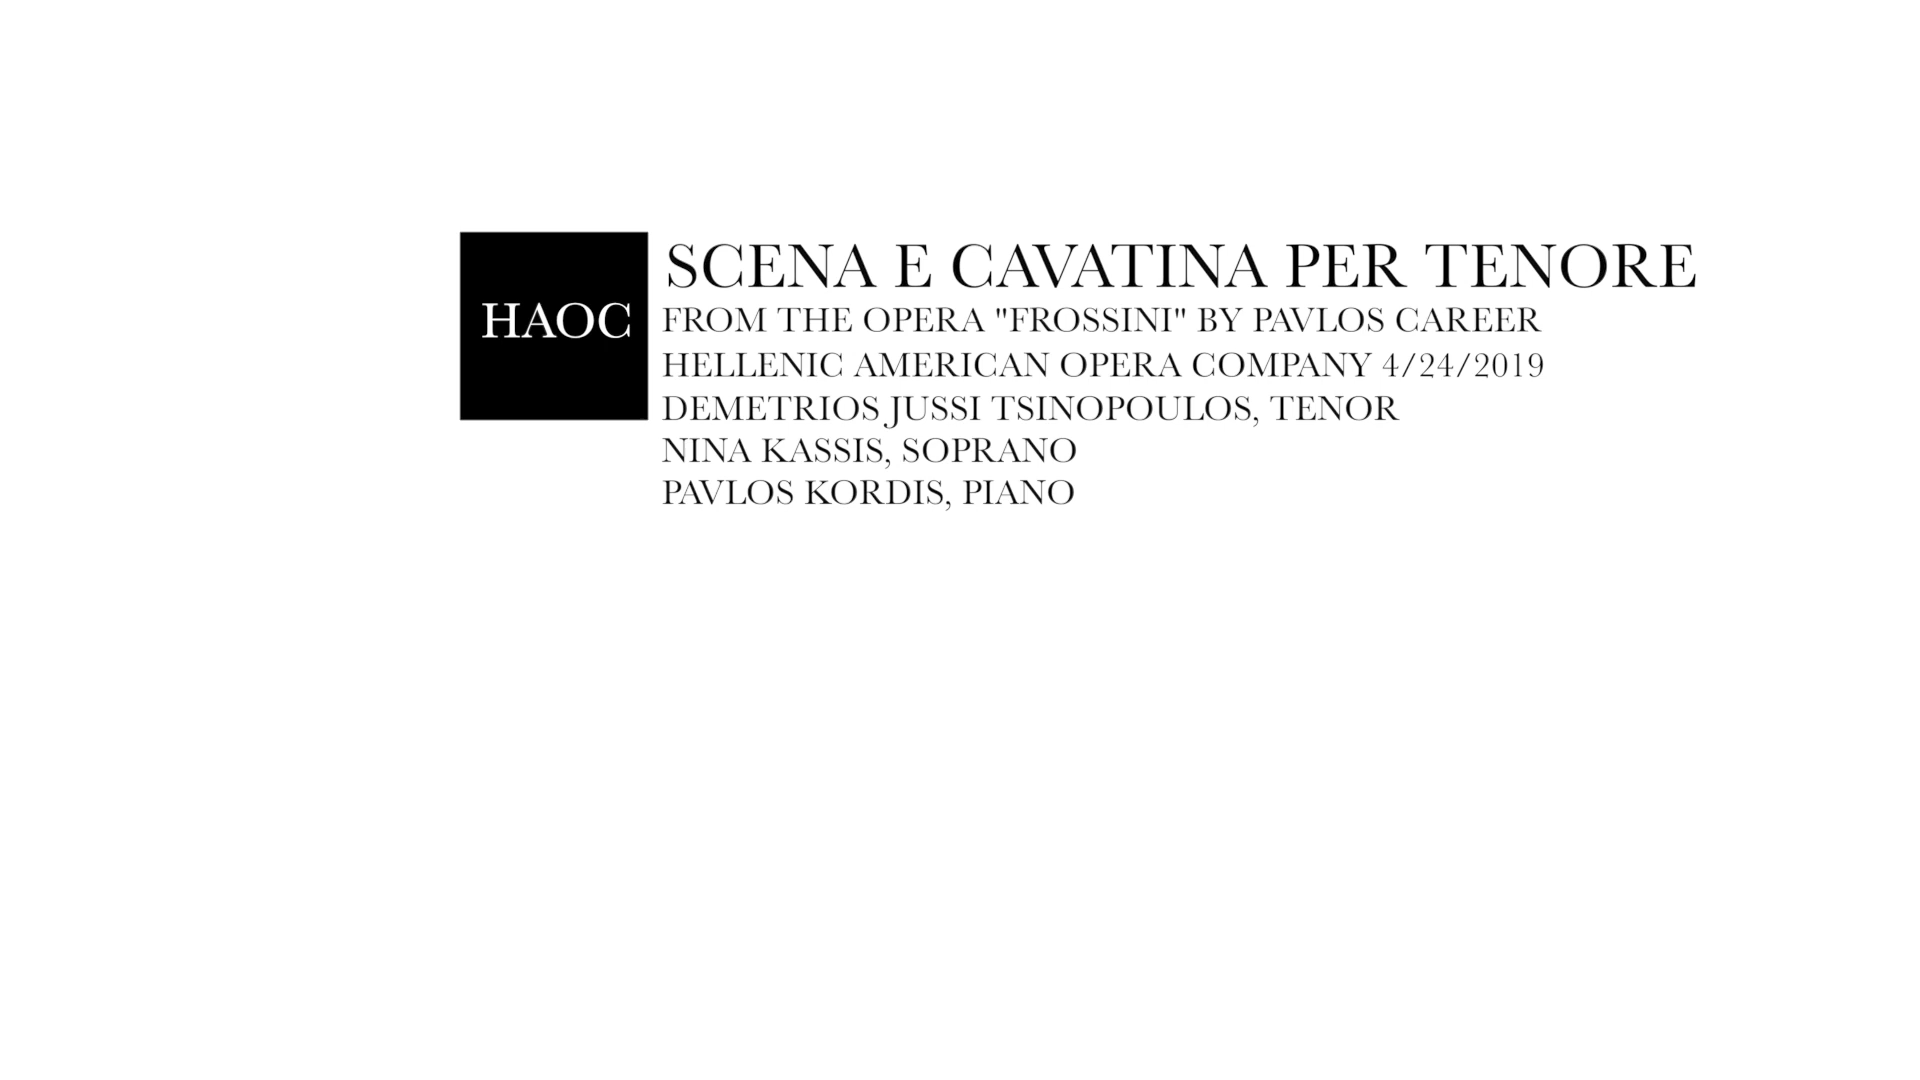 HAOC
SCENA E CAVATINA PER TENORE
FROM THE OPERA "FROSSINI" BY PAVLOS CAREER
HELLENIC AMERICAN OPERA COMPANY 4/24/2019
DEMETRIOS JUSSI TSINOPOULOS, TENOR
NINA KASSIS, SOPRANO
PAVLOS KORDIS, PIANO